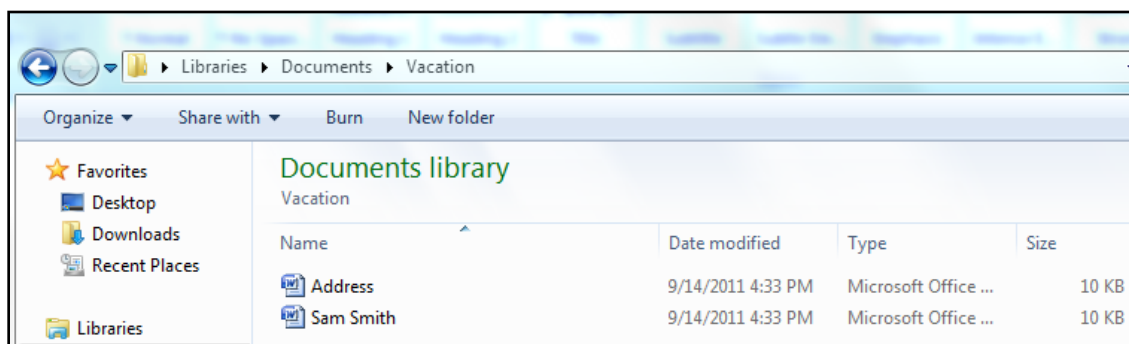 Libraries Documents Vacation
Organize Share with Burn New folder
Favorites
Desktop
Downloads
Recent Places
Libraries
Documents library
Vacation
Name Date modified Type Size
Address 9/14/2011 4:33 PM Microsoft Office ... 10 KB
Sam Smith 9/14/2011 4:33 PM Microsoft Office ... 10 KB